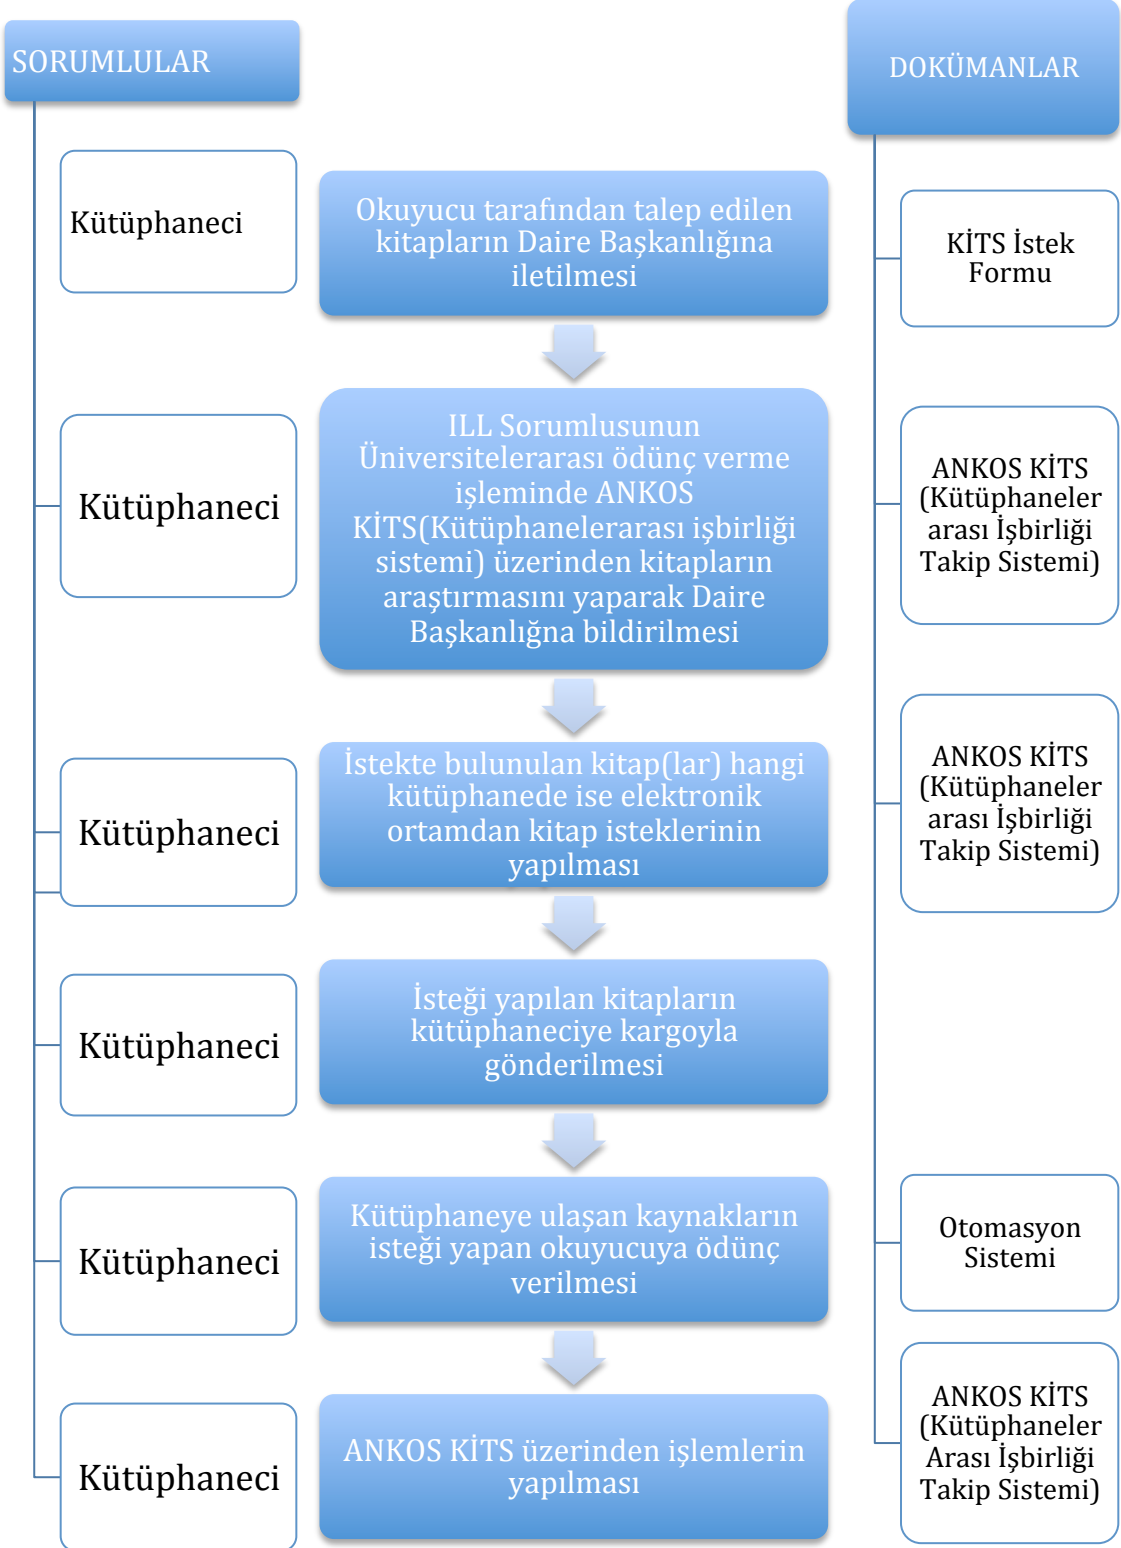 SORUMLULAR
DOKÜMANLAR
Kütüphaneci
Okuyucu tarafından talep edilen
kitapların Daire Başkanlığına
iletilmesi
KİTS İstek
Formu
Kütüphaneci
ILL Sorumlusunun
Üniversitelerarası ödünç verme
işleminde ANKOS
KİTS(Kütüphanelerarası işbirliği
sistemi) üzerinden kitapların
araştırmasını yaparak Daire
Başkanlığna bildirilmesi
ANKOS KİTS
(Kütüphaneler
arası İşbirliği
Takip Sistemi)
Kütüphaneci
İstekte bulunulan kitap(lar) hangi
kütüphanede ise elektronik
ortamdan kitap isteklerinin
yapılması
ANKOS KİTS
(Kütüphaneler
arası İşbirliği
Takip Sistemi)
Kütüphaneci
İsteği yapılan kitapların
kütüphaneciye kargoyla
gönderilmesi
Kütüphaneci
Kütüphaneye ulaşan kaynakların
isteği yapan okuyucuya ödünç
verilmesi
Otomasyon
Sistemi
Kütüphaneci
ANKOS KİTS üzerinden işlemlerin
yapılması
ANKOS KİTS
(Kütüphaneler
Arası İşbirliği
Takip Sistemi)